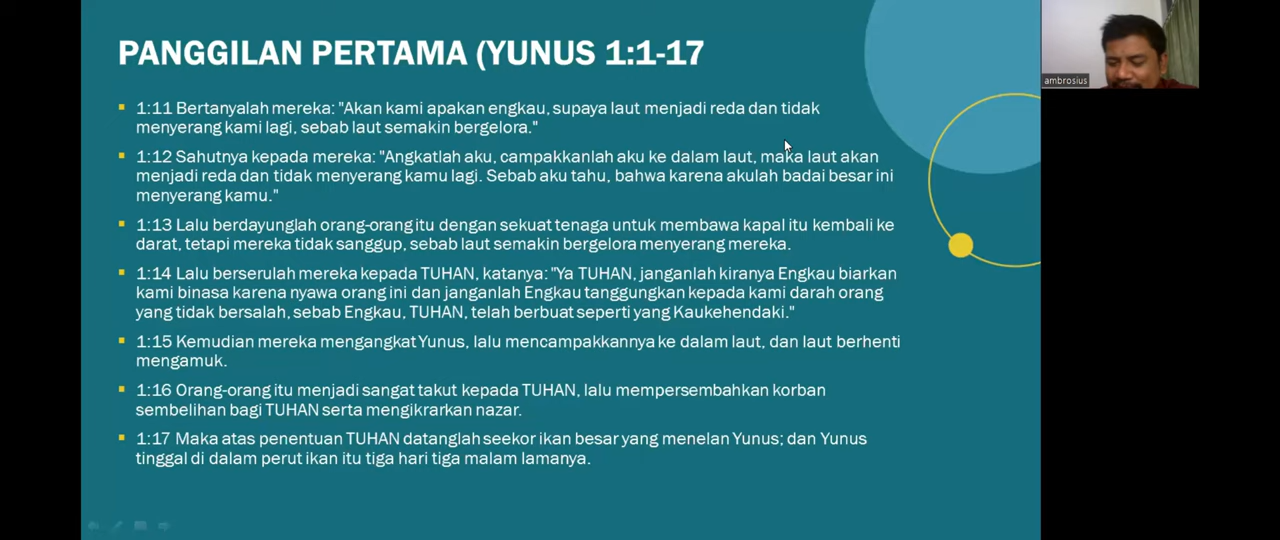 PANGGILAN PERTAMA (YUNUS 1:1-17
1:11 Bertanyalah mereka: "Akan kami apakan engkau, supaya laut menjadi reda dan tidak
menyerang kami lagi, sebab laut semakin bergelora."
1:12 Sahutnya kepada mereka: "Angkatlah aku, campakkanlah aku ke dalam laut, maka laut akan
menjadi reda dan tidak menyerang kamu lagi. Sebab aku tahu, bahwa karena akulah badai besar ini
menyerang kamu."
1:13 Lalu berdayunglah orang-orang itu dengan sekuat tenaga untuk membawa kapal itu kembali ke
darat, tetapi mereka tidak sanggup, sebab laut semakin bergelora menyerang mereka.
1:14 Lalu berserulah mereka kepada TUHAN, katanya: "Ya TUHAN, janganlah kiranya Engkau biarkan
kami binasa karena nyawa orang ini dan janganlah Engkau tanggungkan kepada kami darah orang
yang tidak bersalah, sebab Engkau, TUHAN, telah berbuat seperti yang Kaukehendaki."
1:15 Kemudian mereka mengangkat Yunus, lalu mencampakkannya ke dalam laut, dan laut berhenti
mengamuk.
1:16 Orang-orang itu menjadi sangat takut kepada TUHAN, lalu mempersembahkan korban
sembelihan bagi TUHAN serta mengikrarkan nazar.
1:17 Maka atas penentuan TUHAN datanglah seekor ikan besar yang menelan Yunus; dan Yunus
tinggal di dalam perut ikan itu tiga hari tiga malam lamanya.
ambrosius